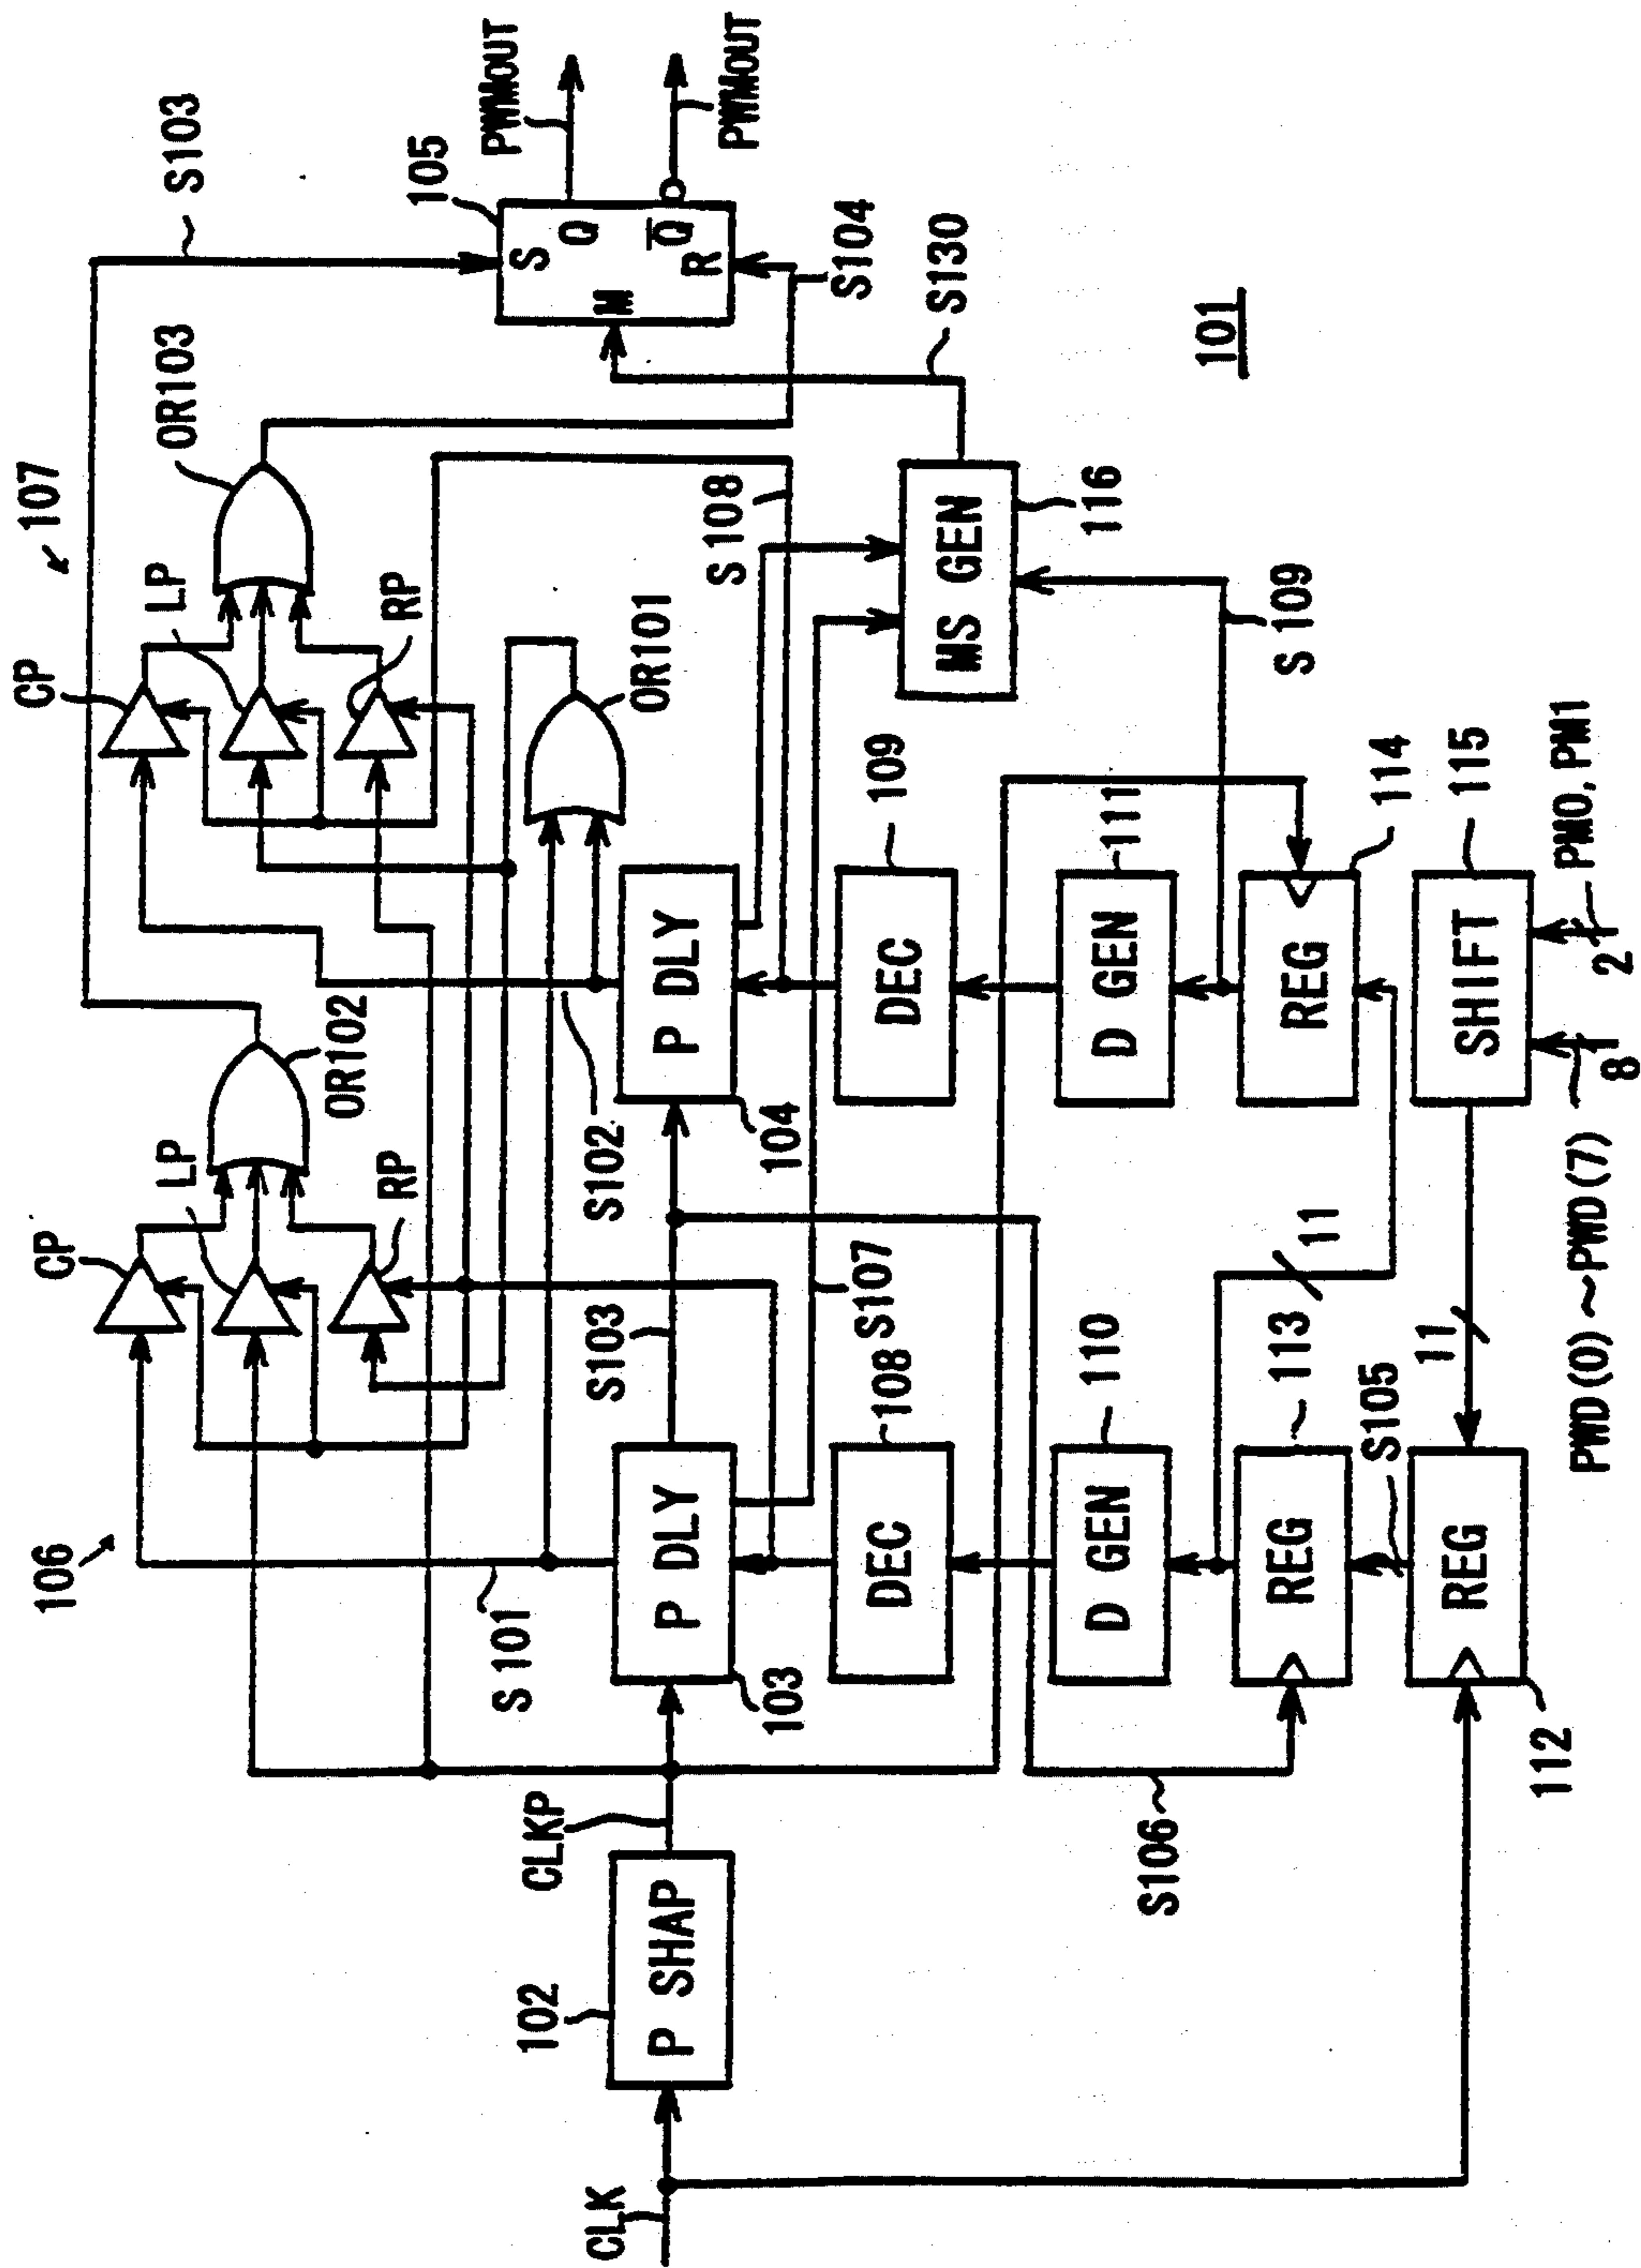 106
CP
LP
RP
OR102
107
CP
LP
RP
OR103
S103
S 101
S102
OR101
S 108
105
S
M
Q
Q̅
R
PWMOUT
PWMOUT
S104
S130
CLK
102
P SHAP
CLKP
P DLY
103
S103
P DLY
104
S107
MS GEN
116
108
DEC
109
DEC
S 109
101
110
D GEN
111
D GEN
S106
113
REG
11
REG
114
112
REG
S105
11
SHIFT
115
PWD(0)~PWD(7)
8
2
PM0, PM1